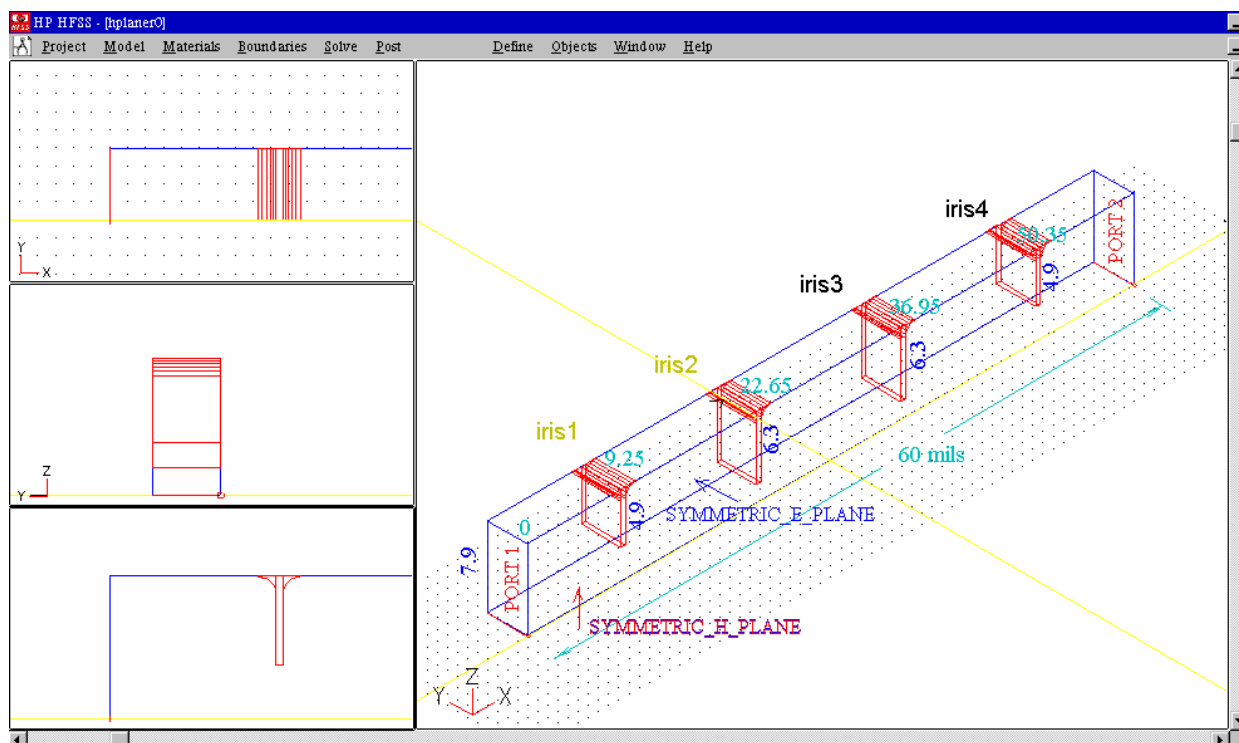 HP HFSS - [hplaner0]
Project Model Materials Boundaries Solve Post Define Objects Window Help
Y
X
Z
Y
iris4
50.35
4.9
PORT 2
iris3
36.95
6.3
iris2
22.65
6.3
60 mils
iris1
9.25
4.9
SYMMETRIC_E_PLANE
0
7.9
PORT 1
SYMMETRIC_H_PLANE
Y Z X